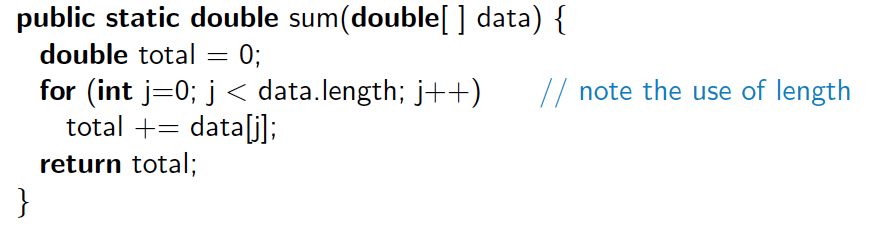 public static double sum(double[ ] data) {
double total = 0;
for (int j=0; j < data.length; j++) // note the use of length
total += data[j];
return total;
}